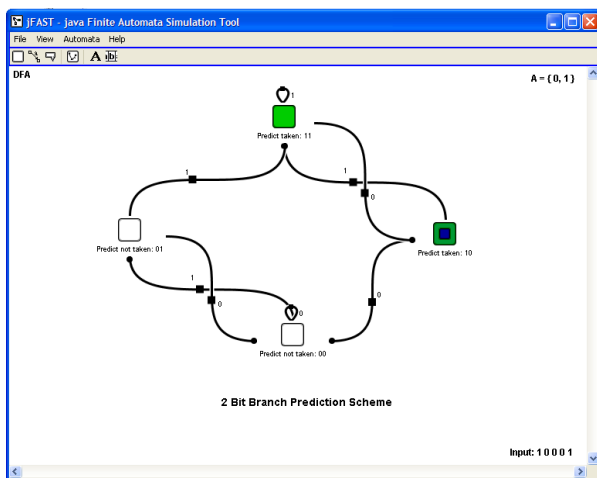 JFAST - java Finite Automata Simulation Tool
File View Automata Help
A
DFA
A = { 0, 1 }
1
Predict taken: 11
1
1
0
Predict not taken: 01
Predict taken: 10
1
0
0
0
Predict not taken: 00
2 Bit Branch Prediction Scheme
Input: 1 0 0 0 1